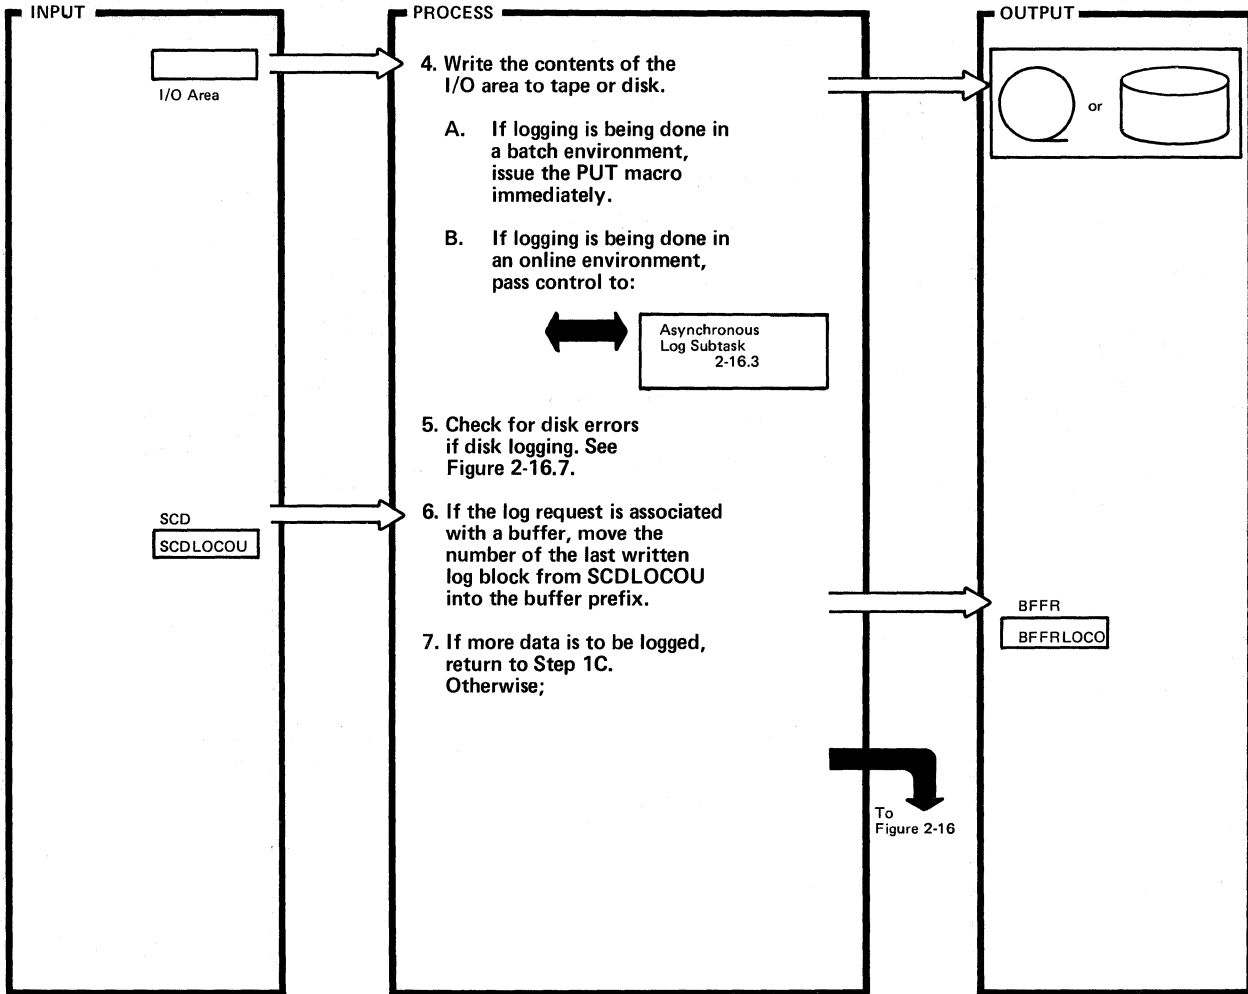 INPUT
PROCESS
OUTPUT
I/O Area
4. Write the contents of the
I/O area to tape or disk.
or
A. If logging is being done in
a batch environment,
issue the PUT macro
immediately.
B. If logging is being done in
an online environment,
pass control to:
Asynchronous
Log Subtask
2-16.3
5. Check for disk errors
if disk logging. See
Figure 2-16.7.
SCD
SCDLOCOU
6. If the log request is associated
with a buffer, move the
number of the last written
log block from SCDLOCOU
into the buffer prefix.
BFFR
BFFRLOCO
7. If more data is to be logged,
return to Step 1C.
Otherwise;
To
Figure 2-16